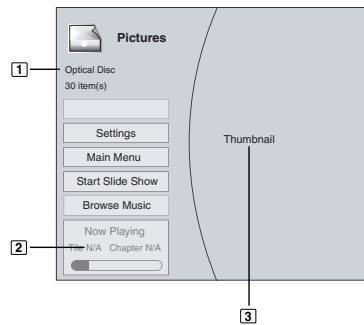 Pictures
1
Optical Disc
30 item(s)
Settings
Main Menu
Start Slide Show
Browse Music
Now Playing
2
Tile N/A Chapter N/A
Thumbnail
3